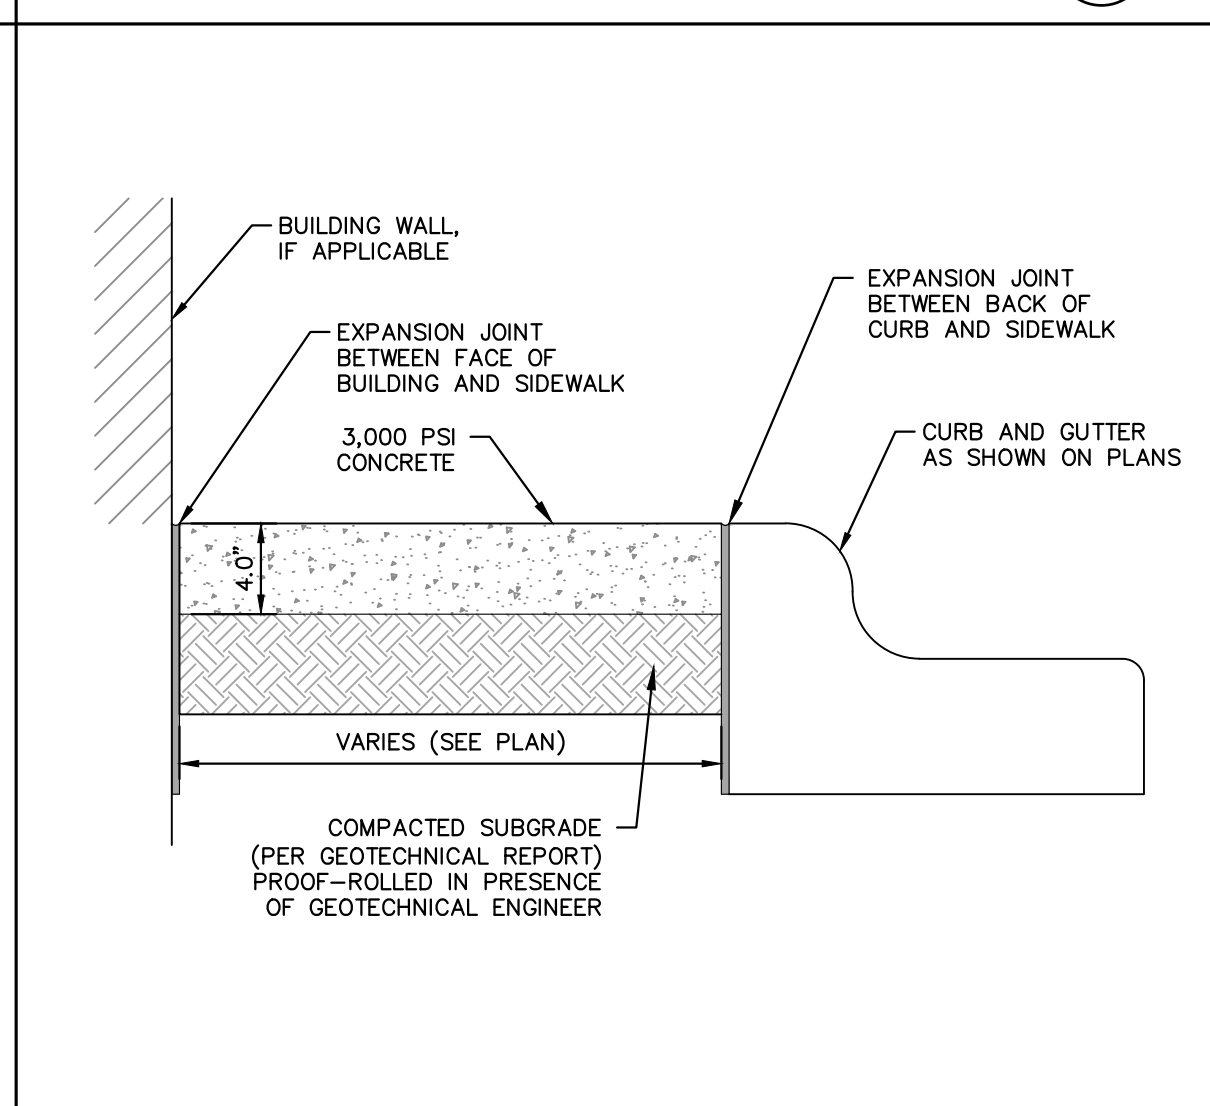 BUILDING WALL,
IF APPLICABLE
EXPANSION JOINT
BETWEEN BACK OF
CURB AND SIDEWALK
EXPANSION JOINT
BETWEEN FACE OF
BUILDING AND SIDEWALK
3,000 PSI
CONCRETE
CURB AND GUTTER
AS SHOWN ON PLANS
4.0"
VARIES (SEE PLAN)
COMPACTED SUBGRADE
(PER GEOTECHNICAL REPORT)
PROOF-ROLLED IN PRESENCE
OF GEOTECHNICAL ENGINEER